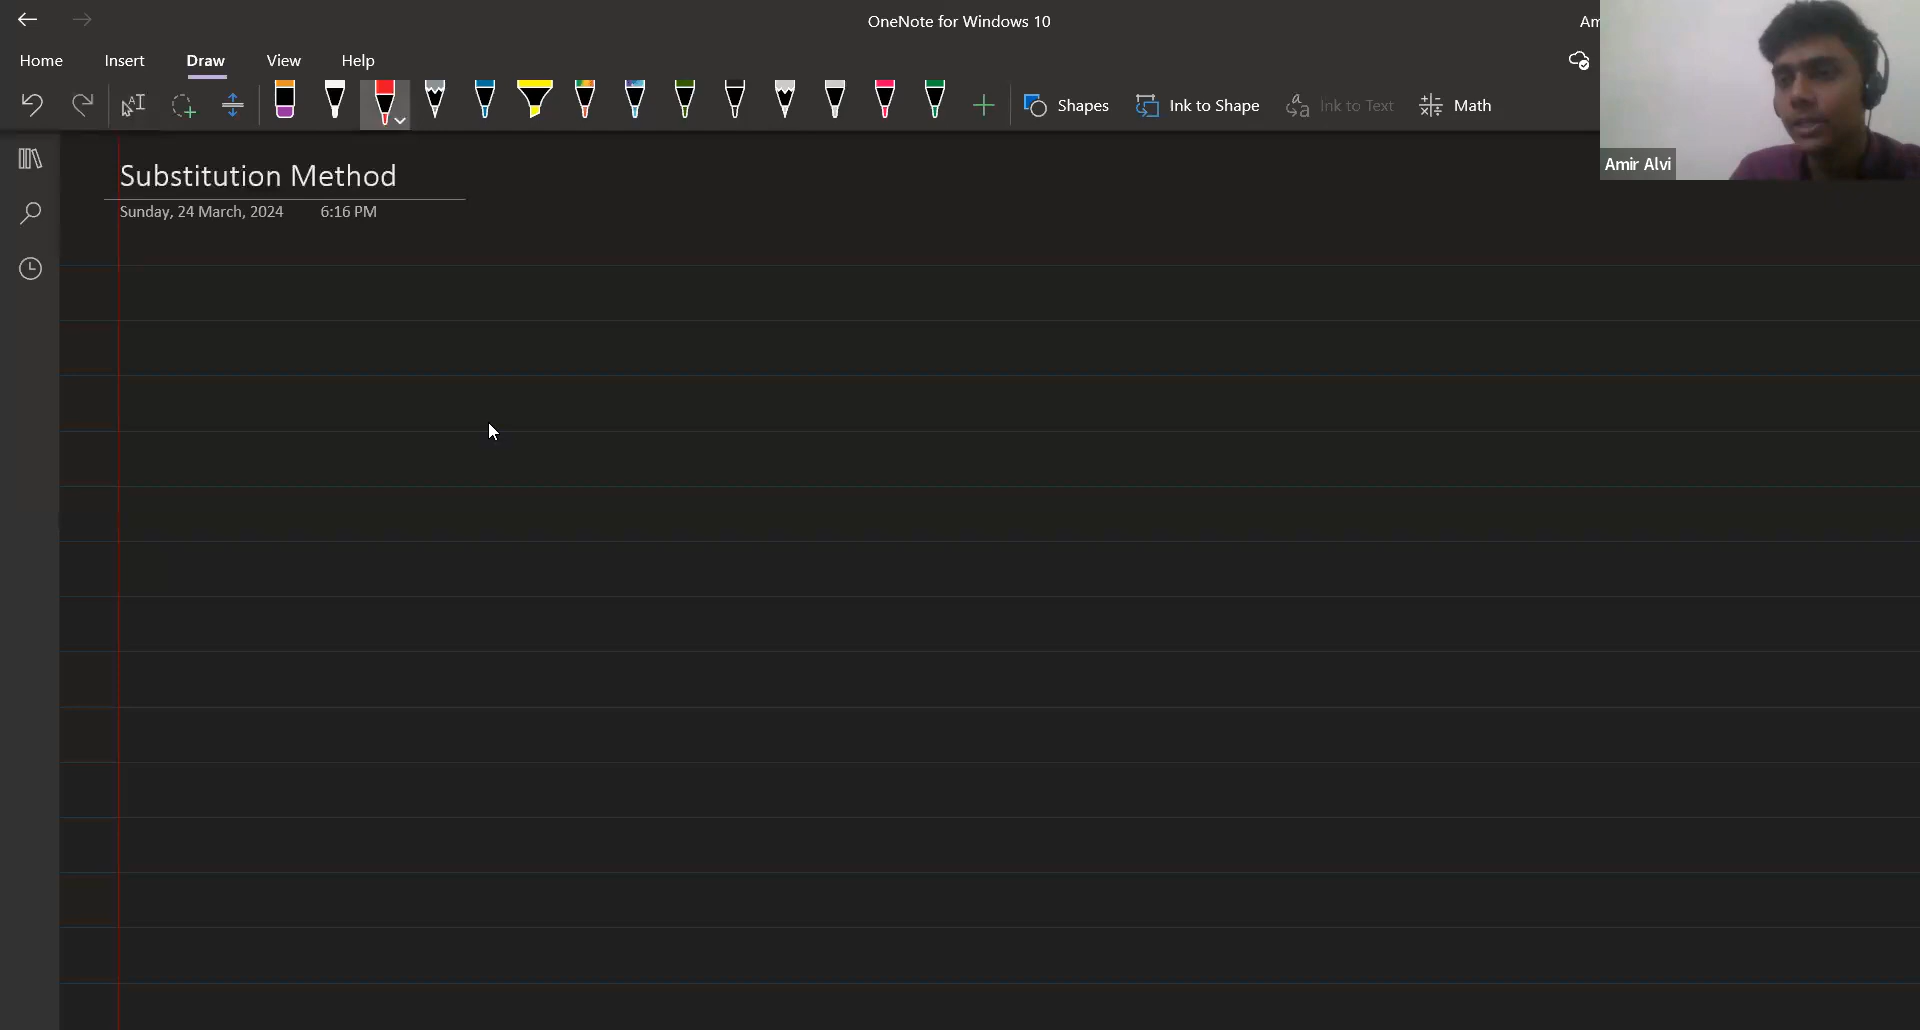 OneNote for Windows 10
Am
Home Insert Draw View Help
Shapes Ink to Shape Ink to Text Math
Amir Alvi
Substitution Method
Sunday, 24 March, 2024 6:16 PM